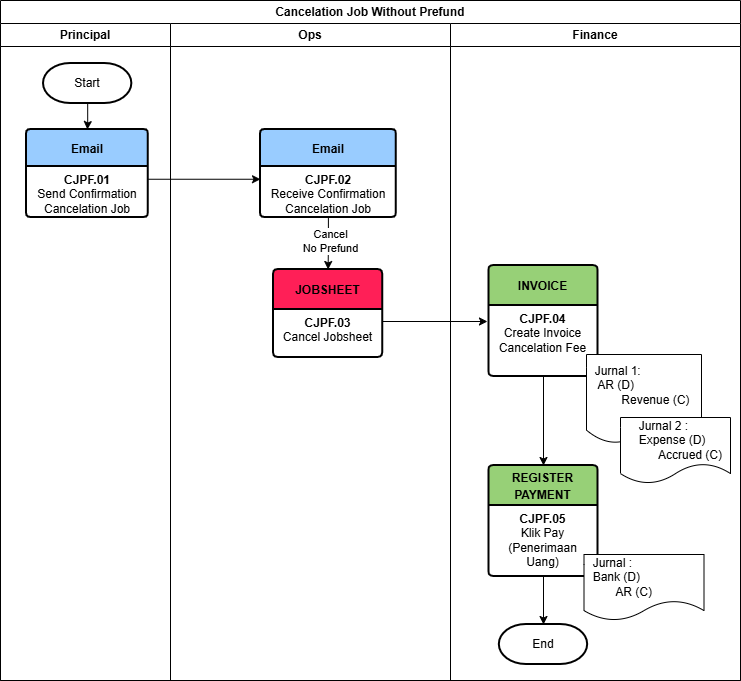 Cancelation Job Without Prefund
Principal
Ops
Finance
Start
Email
CJPF.01
Send Confirmation
Cancelation Job
Email
CJPF.02
Receive Confirmation
Cancelation Job
Cancel
No Prefund
JOBSHEET
CJPF.03
Cancel Jobsheet
INVOICE
CJPF.04
Create Invoice
Cancelation Fee
Jurnal 1:
AR (D)
Revenue (C)
Jurnal 2 :
Expense (D)
Accrued (C)
REGISTER
PAYMENT
CJPF.05
Klik Pay
(Penerimaan
Uang)
Jurnal :
Bank (D)
AR (C)
End